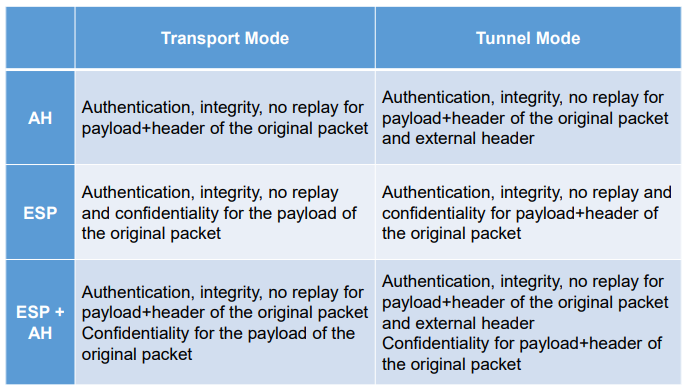 Transport Mode
Tunnel Mode
AH
Authentication, integrity, no replay for
payload+header of the original packet
Authentication, integrity, no replay for
payload+header of the original packet
and external header
ESP
Authentication, integrity, no replay
and confidentiality for the payload of
the original packet
Authentication, integrity, no replay and
confidentiality for payload+header of
the original packet
ESP +
AH
Authentication, integrity, no replay for
payload+header of the original packet
Confidentiality for the payload of the
original packet
Authentication, integrity, no replay for
payload+header of the original packet
and external header
Confidentiality for payload+header of
the original packet